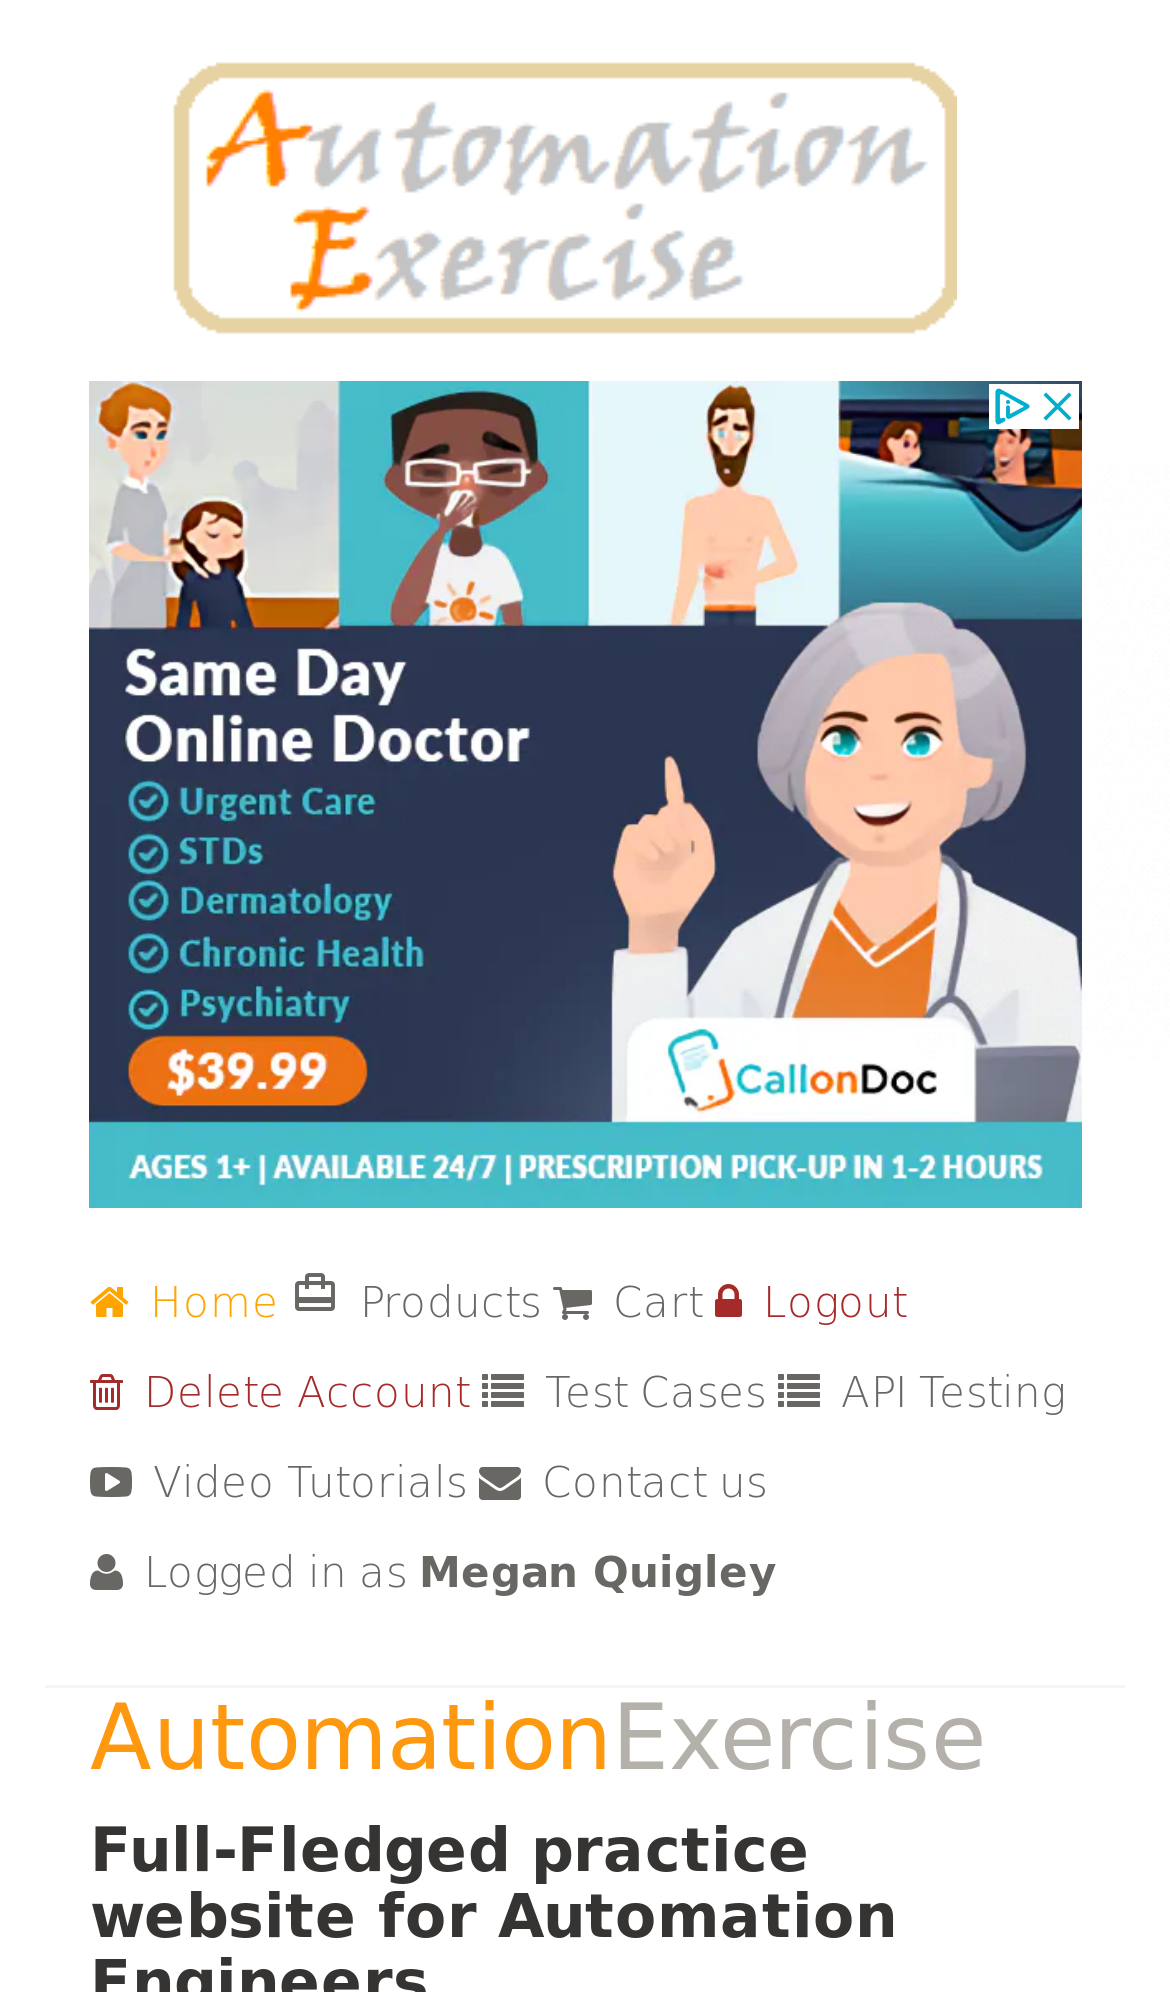 Automation
Exercise
Same Day
Online Doctor
Urgent Care
STDs
Dermatology
Chronic Health
Psychiatry
$39.99
CallonDoc
AGES 1+ | AVAILABLE 24/7 | PRESCRIPTION PICK-UP IN 1-2 HOURS
Home Products Cart Logout
Delete Account Test Cases API Testing
Video Tutorials Contact us
Logged in as Megan Quigley
AutomationExercise
Full-Fledged practice
website for Automation
Engineers